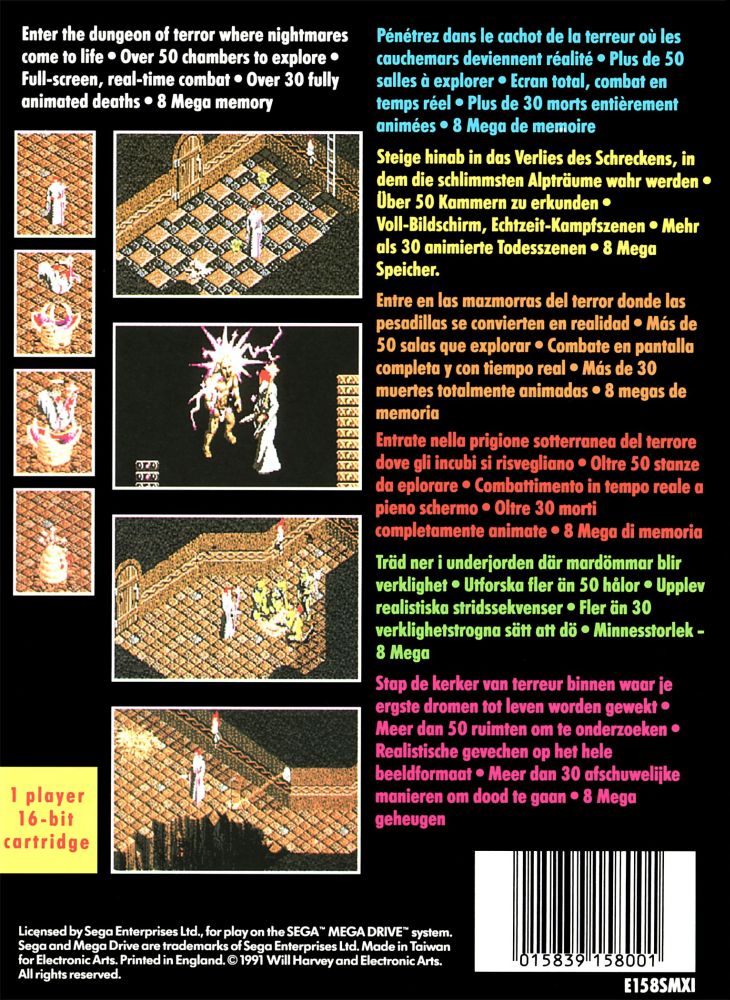 Enter the dungeon of terror where nightmares
come to life • Over 50 chambers to explore •
Full-screen, real-time combat • Over 30 fully
animated deaths • 8 Mega memory
Pénétrez dans le cachot de la terreur où les
cauchemars deviennent réalité • Plus de 50
salles à explorer • Ecran total, combat en
temps réel • Plus de 30 morts entièrement
animées • 8 Mega de memoire
Steige hinab in das Verlies des Schreckens, in
dem die schlimmsten Alpträume wahr werden •
Über 50 Kammern zu erkunden •
Voll-Bildschirm, Echtzeit-Kampfszenen • Mehr
als 30 animierte Todesszenen • 8 Mega
Speicher.
Entre en las mazmorras del terror donde las
pesadillas se convierten en realidad • Más de
50 salas que explorar • Combate en pantalla
completa y con tiempo real • Más de 30
muertes totalmente animadas • 8 megas de
memoria
Entrate nella prigione sotterranea del terrore
dove gli incubi si risvegliano • Oltre 50 stanze
da eplorare • Combattimento in tempo reale a
pieno schermo • Oltre 30 morti
completamente animate • 8 Mega di memoria
Träd ner i underjorden där mardömmar blir
verklighet • Utforska fler än 50 hålor • Upplev
realistiska stridssekvenser • Fler än 30
verklighetstrogna sätt att dö • Minnesstorlek –
8 Mega
Stap de kerker van terreur binnen waar je
ergste dromen tot leven worden gewekt •
Meer dan 50 ruimten om te onderzoeken •
Realistische gevechen op het hele
beeldformaat • Meer dan 30 afschuwelijke
manieren om dood te gaan • 8 Mega
geheugen
1 player
16-bit
cartridge
Licensed by Sega Enterprises Ltd., for play on the SEGA™ MEGA DRIVE™ system.
Sega and Mega Drive are trademarks of Sega Enterprises Ltd. Made in Taiwan
for Electronic Arts. Printed in England. © 1991 Will Harvey and Electronic Arts.
All rights reserved.
015839 158001
E158SMXI